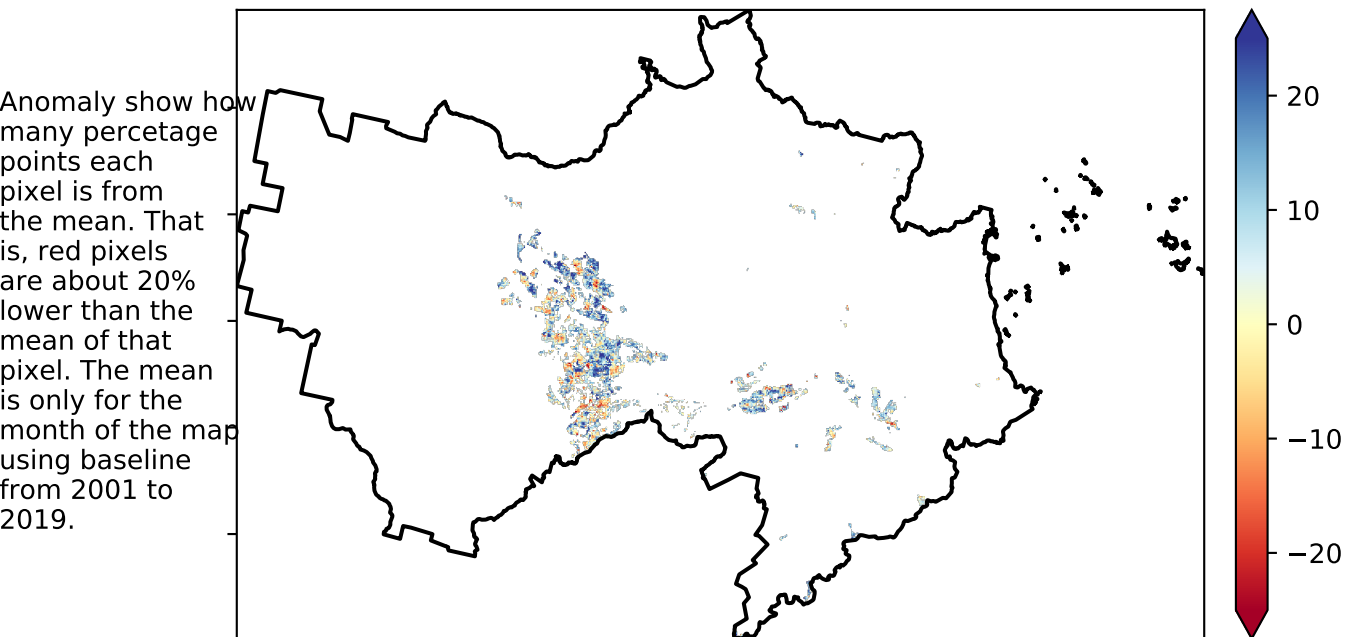 Anomaly show how
many percetage
points each
pixel is from
the mean. That
is, red pixels
are about 20%
lower than the
mean of that
pixel. The mean
is only for the
month of the map
using baseline
from 2001 to
2019.
20
10
0
−10
−20